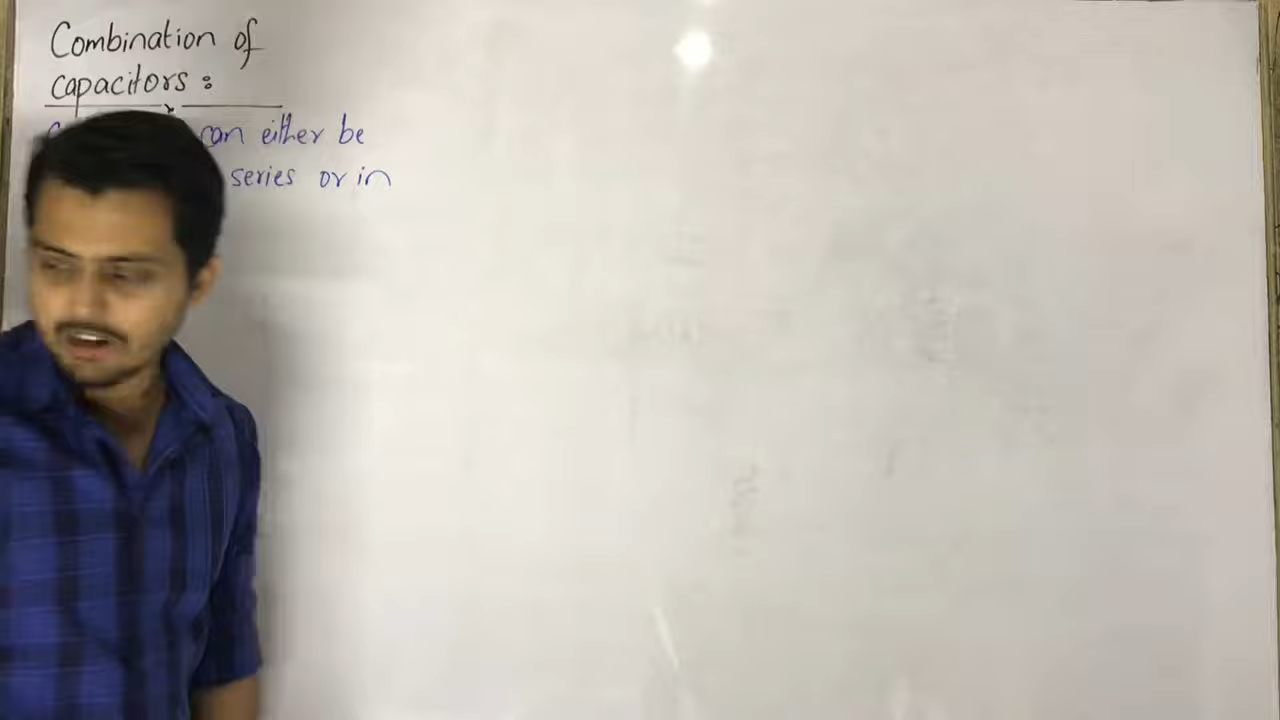 Combination of
capacitors :
can either be
series or in